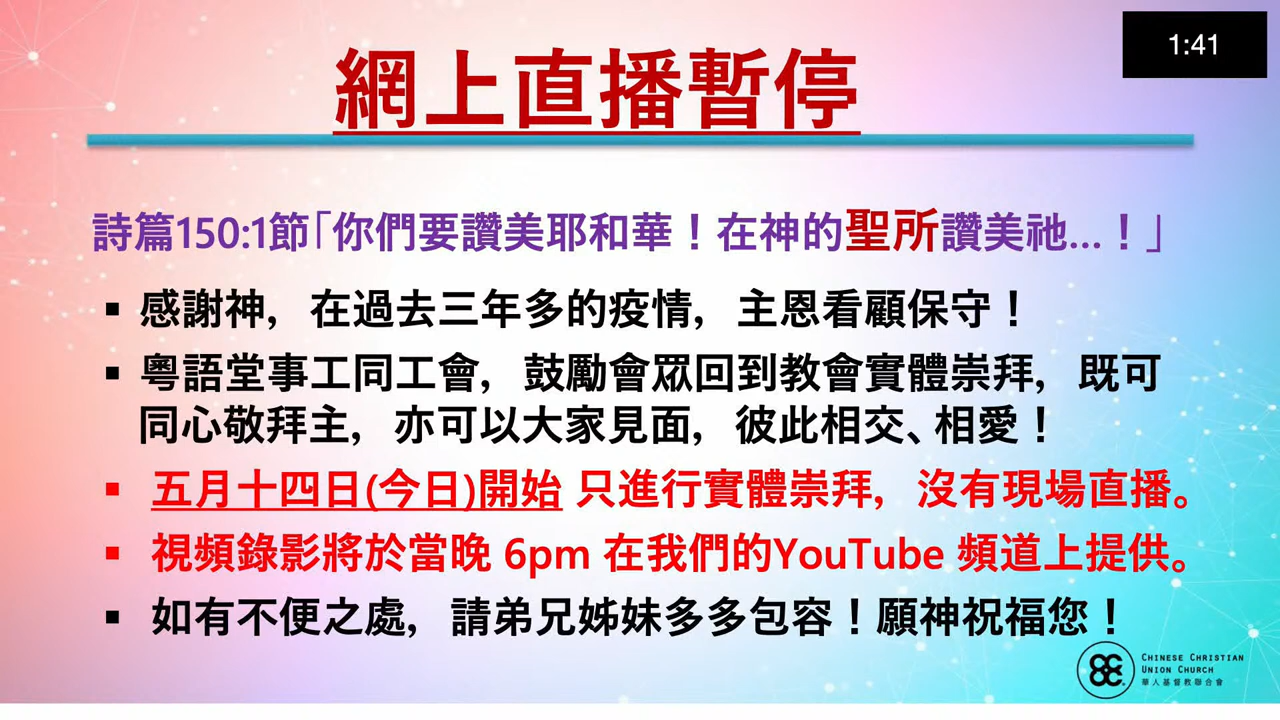 1:41
網上直播暫停
詩篇150:1節「你們要讚美耶和華！在神的聖所讚美祂...！」
▪ 感謝神，在過去三年多的疫情，主恩看顧保守！
▪ 粵語堂事工同工會，鼓勵會眾回到教會實體崇拜，既可
同心敬拜主，亦可以大家見面，彼此相交、相愛！
▪ 五月十四日(今日)開始 只進行實體崇拜，沒有現場直播。
▪ 視頻錄影將於當晚 6pm 在我們的YouTube 頻道上提供。
▪ 如有不便之處，請弟兄姊妹多多包容！願神祝福您！
CHINESE CHRISTIAN
UNION CHURCH
華人基督教聯合會